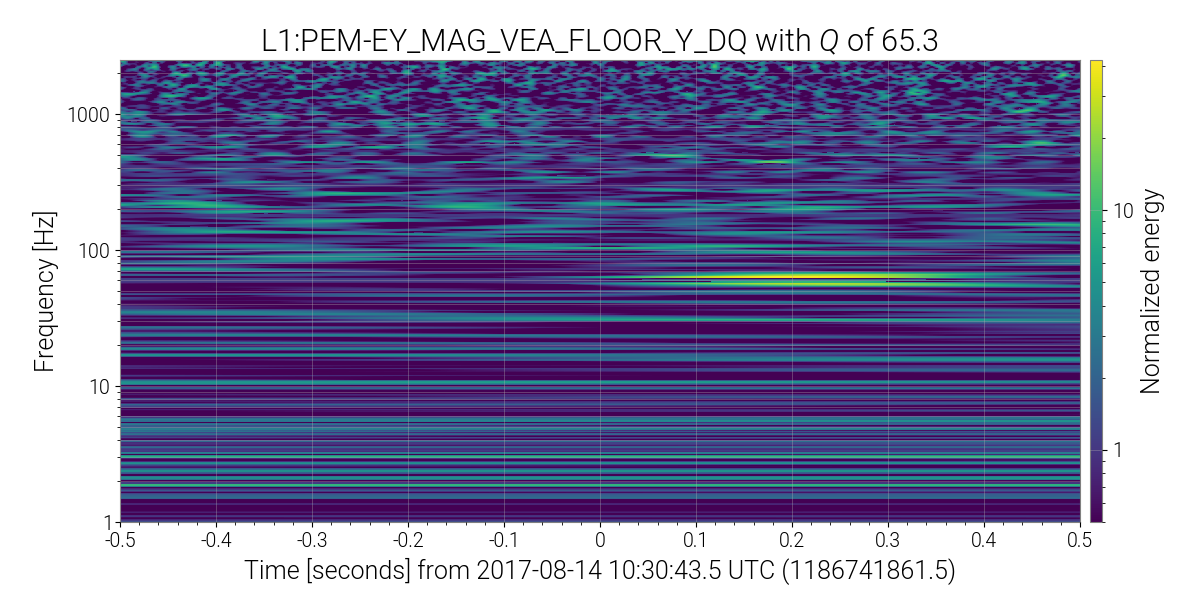 L1:PEM-EY_MAG_VEA_FLOOR_Y_DQ with Q of 65.3
Frequency [Hz]
1000
100
10
1
-0.5 -0.4 -0.3 -0.2 -0.1 0 0.1 0.2 0.3 0.4 0.5
Time [seconds] from 2017-08-14 10:30:43.5 UTC (1186741861.5)
10
1
Normalized energy